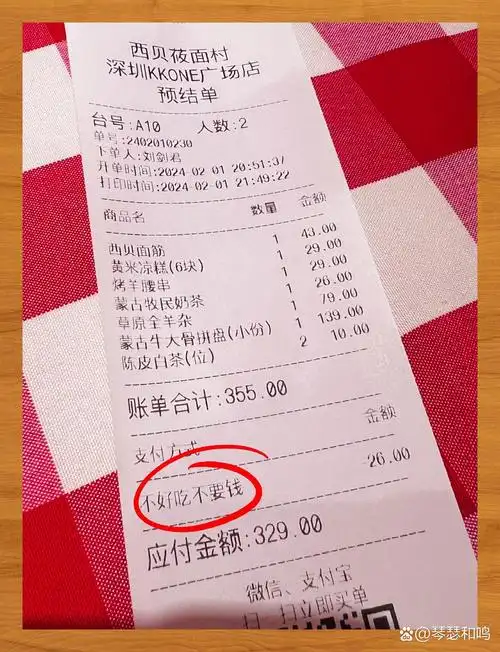 西贝莜面村
深圳KKONE广场店
预结单
台号:A10 人数:2
单号:2402010230
下单人:刘剑君
开单时间:2024-02-01 20:51:37
打印时间:2024-02-01 21:49:22
商品名 数量 金额
西贝面筋 1 43.00
黄米凉糕(6块) 1 29.00
烤羊腰串 1 29.00
蒙古牧民奶茶 1 26.00
草原全羊杂 1 79.00
蒙古牛大骨拼盘(小份) 1 139.00
陈皮白茶(位) 2 10.00
账单合计:355.00
支付方式 金额
不好吃不要钱 -26.00
应付金额:329.00
微信、支付宝
扫一扫立即买单
百度@琴瑟和鸣